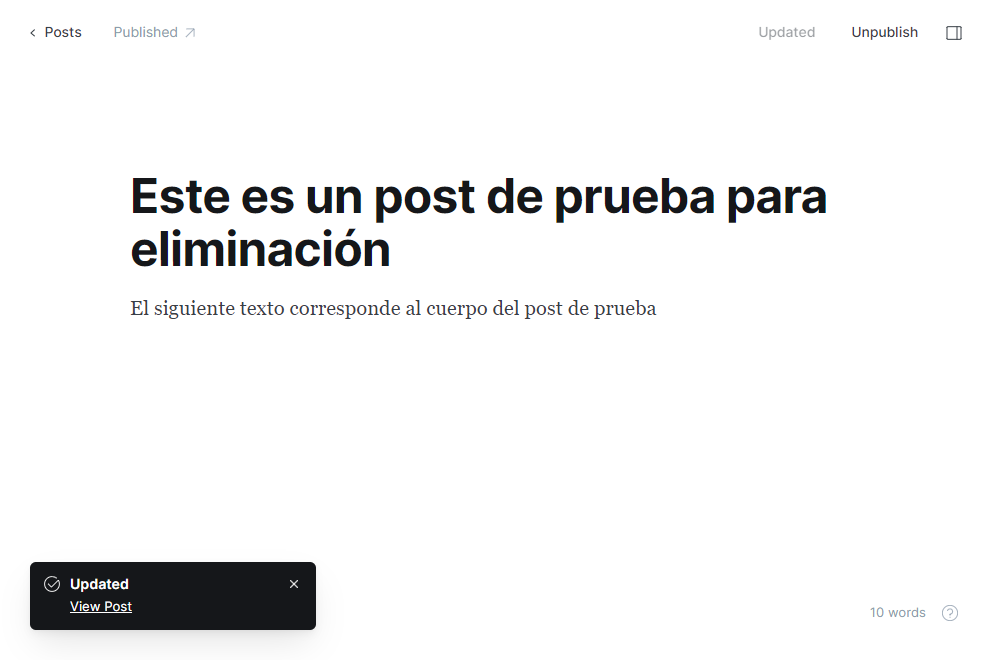 Posts
Published
Updated
Unpublish
Este es un post de prueba para
eliminación
El siguiente texto corresponde al cuerpo del post de prueba
Updated
View Post
10 words